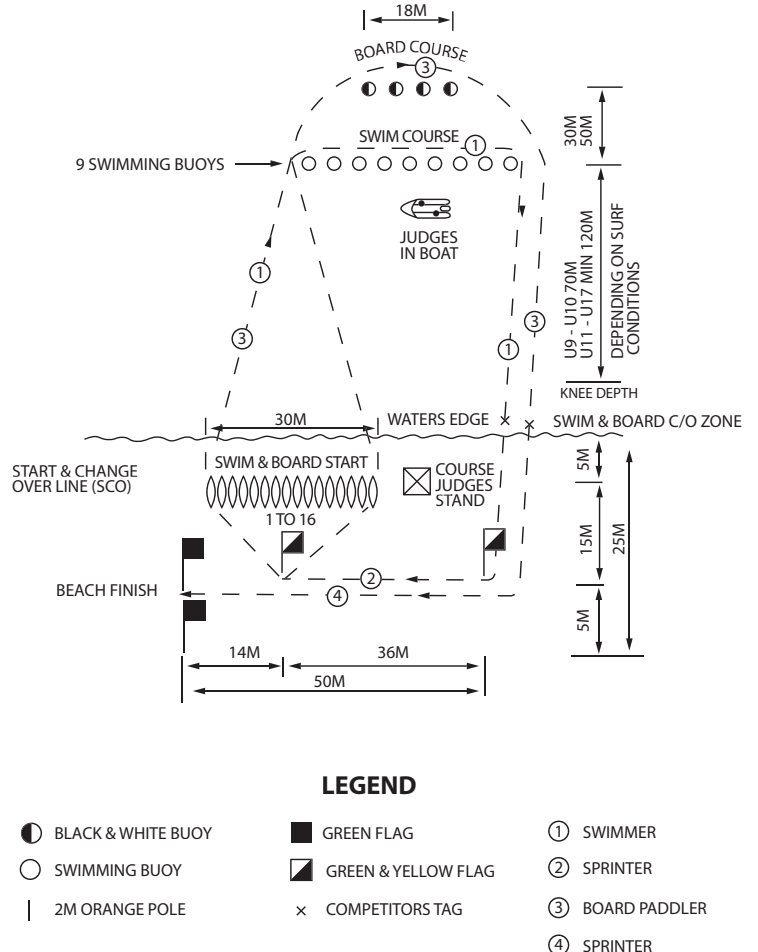 18M
BOARD COURSE
3
30M
50M
SWIM COURSE
1
9 SWIMMING BUOYS
JUDGES
IN BOAT
U9 - U10 70M
U11 - U17 MIN 120M
DEPENDING ON SURF
CONDITIONS
1
3
3
1
KNEE DEPTH
30M
WATERS EDGE
SWIM & BOARD C/O ZONE
START & CHANGE
OVER LINE (SCO)
SWIM & BOARD START
1 TO 16
COURSE
JUDGES
STAND
5M
15M
25M
5M
BEACH FINISH
2
4
14M
36M
50M
LEGEND
BLACK & WHITE BUOY
SWIMMING BUOY
2M ORANGE POLE
GREEN FLAG
GREEN & YELLOW FLAG
COMPETITORS TAG
1 SWIMMER
2 SPRINTER
3 BOARD PADDLER
4 SPRINTER